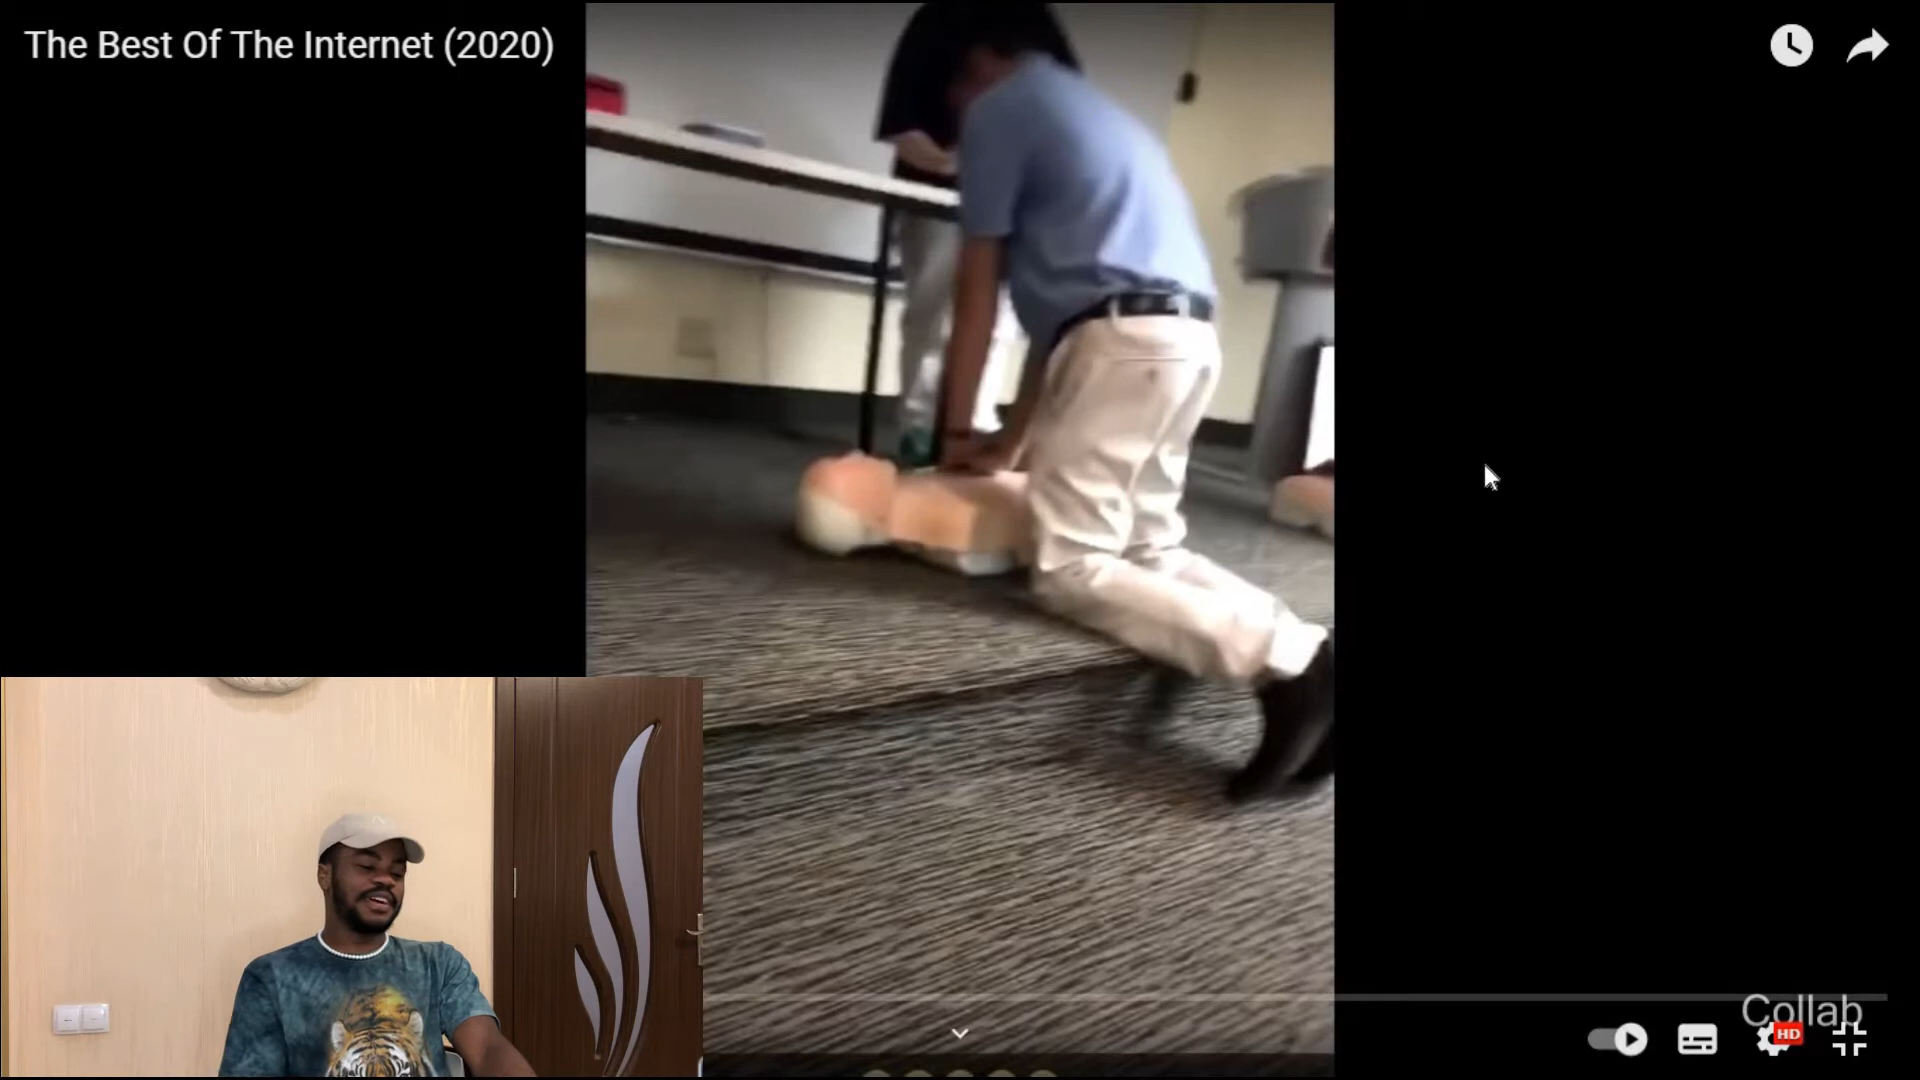 The Best Of The Internet (2020)
Collab
HD